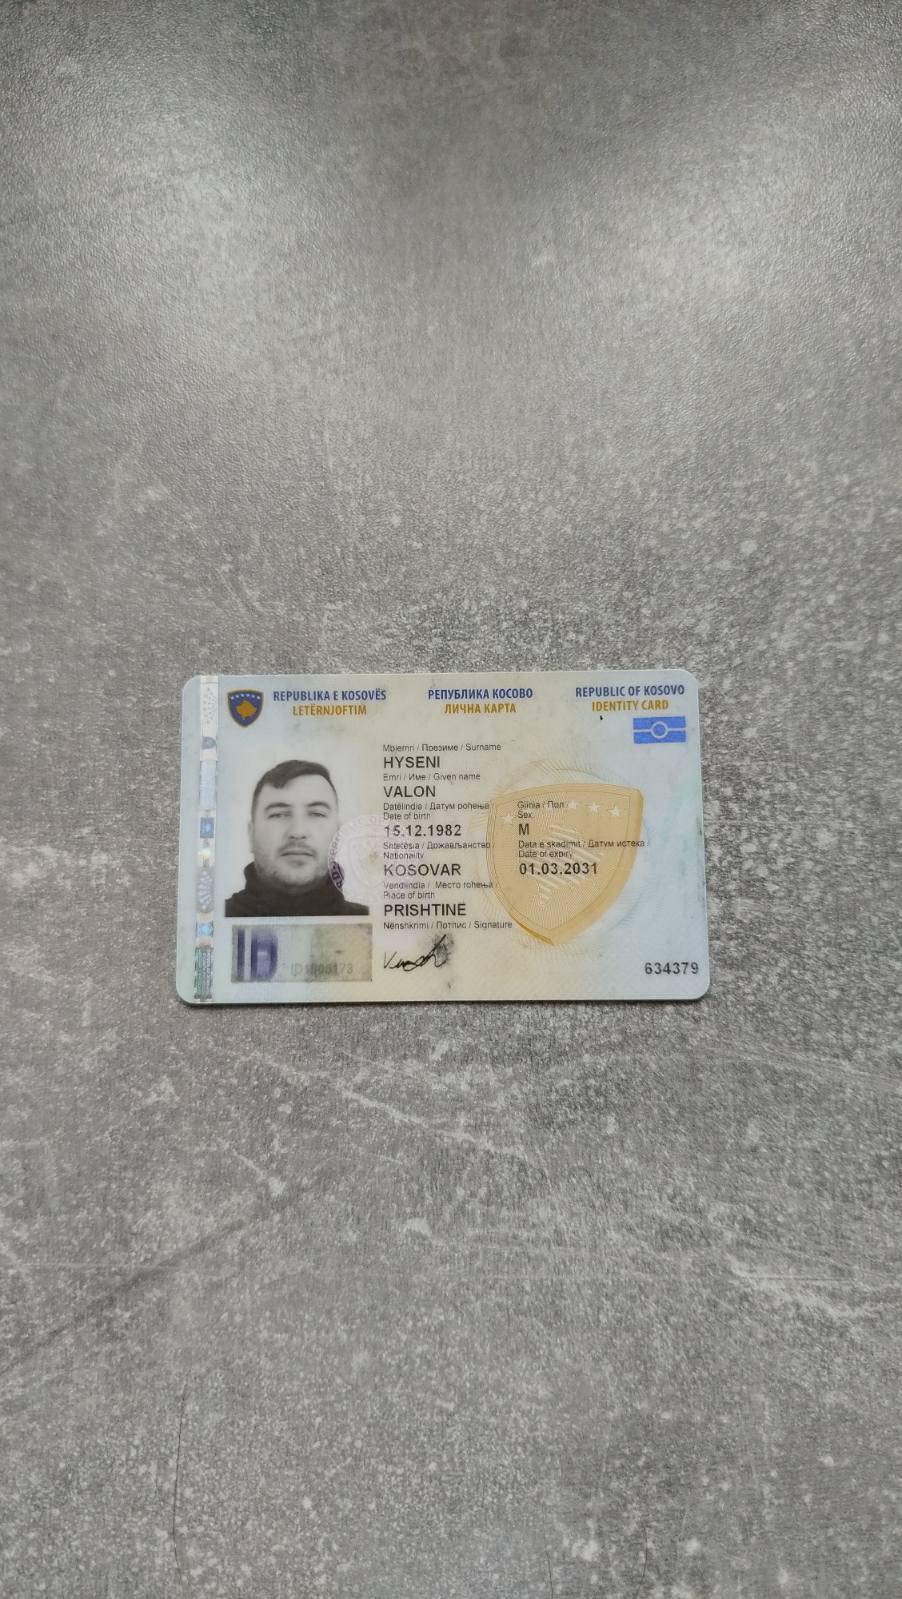 REPUBLIKA E KOSOVËS
LETËRNJOFTIM
РЕПУБЛИКА КОСОВО
ЛИЧНА КАРТА
REPUBLIC OF KOSOVO
IDENTITY CARD
Mbiemri / Презиме / Surname
HYSENI
Emri / Име / Given name
VALON
Datëlindja / Датум рођења
Date of birth
15.12.1982
Gjinia / Пол
Sex
M
Shtetësia / Држављанство
Nationality
KOSOVAR
Data e skadimit / Датум истека
Date of expiry
01.03.2031
Vendlindja / Место рођења
Place of birth
PRISHTINE
Nënshkrimi / Потпис / Signature
ID
634379